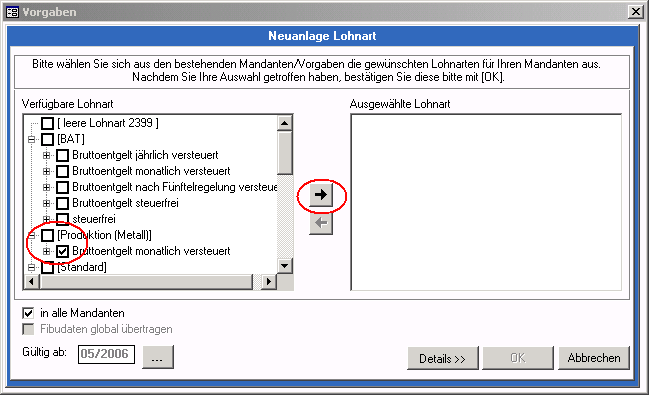 Vorgaben
Neuanlage Lohnart
Bitte wählen Sie sich aus den bestehenden Mandanten/Vorgaben die gewünschten Lohnarten für Ihren Mandanten aus.
Nachdem Sie Ihre Auswahl getroffen haben, bestätigen Sie diese bitte mit [OK].
Verfügbare Lohnart
Ausgewählte Lohnart
[ leere Lohnart 2399 ]
[BAT]
Bruttoentgelt jährlich versteuert
Bruttoentgelt monatlich versteuert
Bruttoentgelt nach Fünftelregelung versteue
Bruttoentgelt steuerfrei
steuerfrei
[Produktion (Metall)]
Bruttoentgelt monatlich versteuert
[Standard]
in alle Mandanten
Fibudaten global übertragen
Gültig ab: 05/2006 ...
Details >> OK Abbrechen